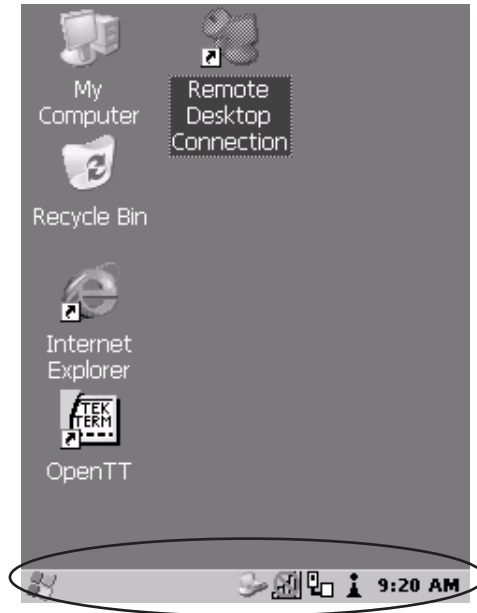 My
Computer
Remote
Desktop
Connection
Recycle Bin
Internet
Explorer
TEK
TERM
OpenTT
9:20 AM